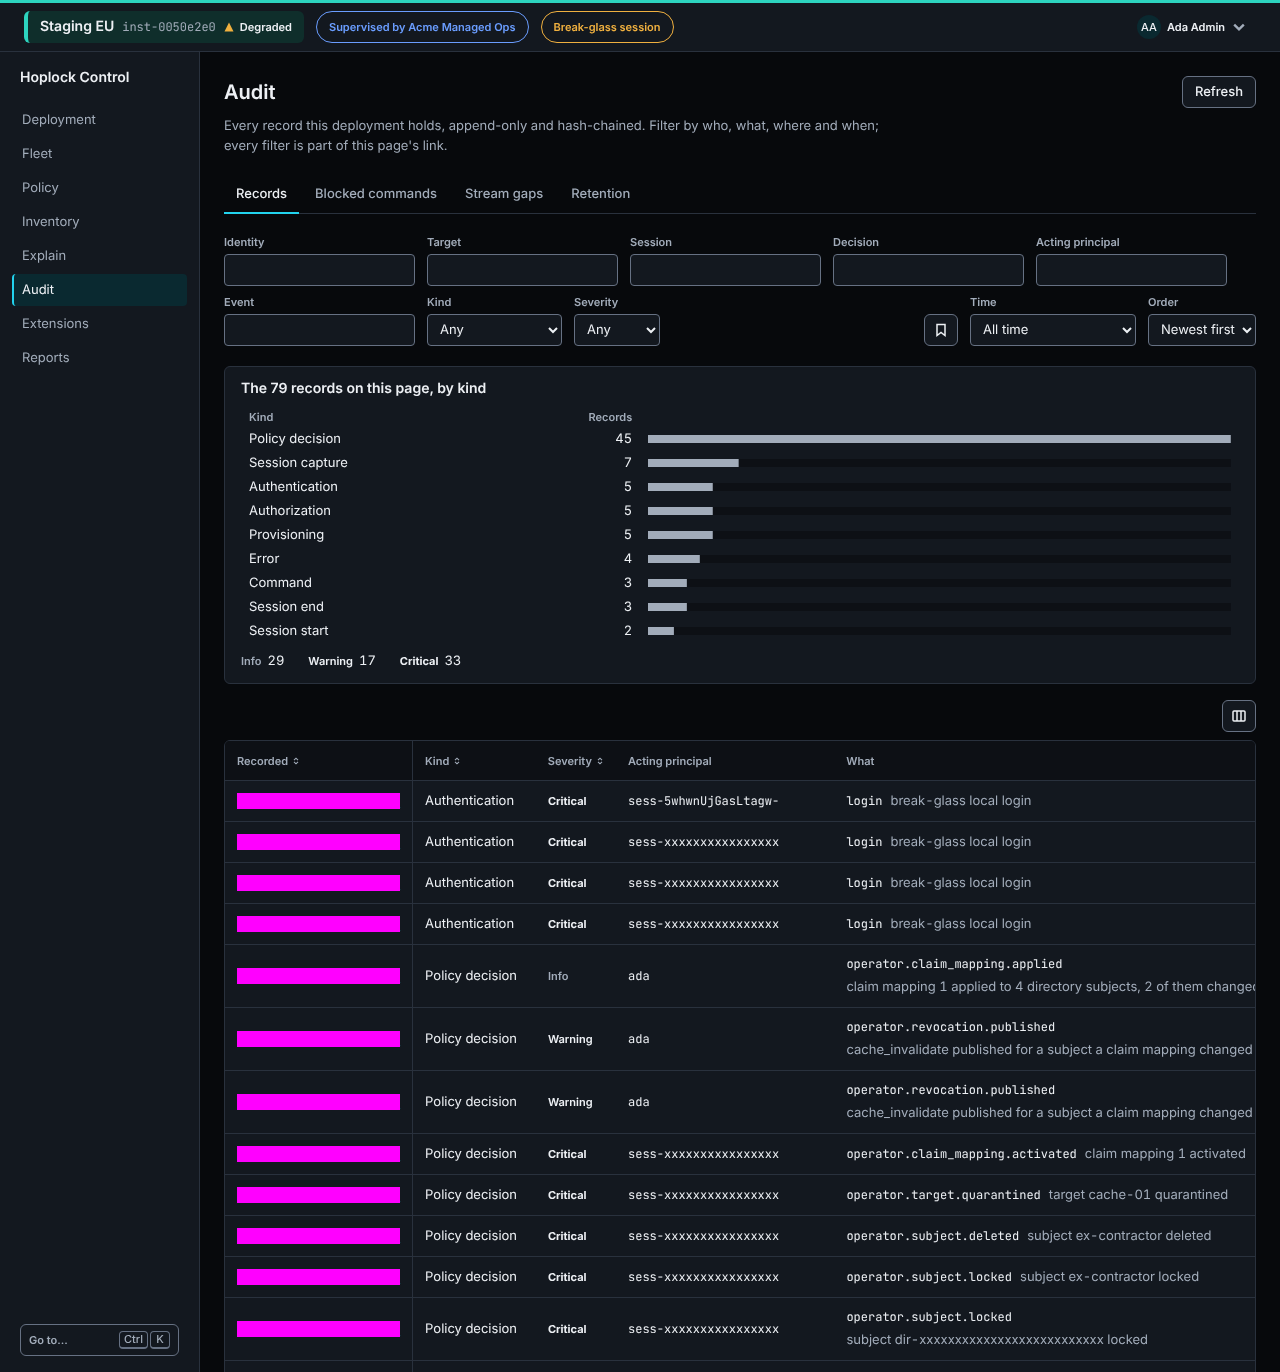 Staging EU inst-0050e2e0 Degraded Supervised by Acme Managed Ops Break-glass session AA Ada Admin
Hoplock Control
Deployment
Fleet
Policy
Inventory
Explain
Audit
Extensions
Reports
Go to... Ctrl K
Audit
Refresh
Every record this deployment holds, append-only and hash-chained. Filter by who, what, where and when;
every filter is part of this page's link.
Records Blocked commands Stream gaps Retention
Identity Target Session Decision Acting principal
Event Kind Severity Time Order
Any Any All time Newest first
The 79 records on this page, by kind
Kind Records
Policy decision 45
Session capture 7
Authentication 5
Authorization 5
Provisioning 5
Error 4
Command 3
Session end 3
Session start 2
Info 29 Warning 17 Critical 33
Recorded Kind Severity Acting principal What
Authentication Critical sess-5whwnUjGasLtagw- login break-glass local login
Authentication Critical sess-xxxxxxxxxxxxxxxx login break-glass local login
Authentication Critical sess-xxxxxxxxxxxxxxxx login break-glass local login
Authentication Critical sess-xxxxxxxxxxxxxxxx login break-glass local login
Policy decision Info ada operator.claim_mapping.applied
claim mapping 1 applied to 4 directory subjects, 2 of them changed
Policy decision Warning ada operator.revocation.published
cache_invalidate published for a subject a claim mapping changed
Policy decision Warning ada operator.revocation.published
cache_invalidate published for a subject a claim mapping changed
Policy decision Critical sess-xxxxxxxxxxxxxxxx operator.claim_mapping.activated claim mapping 1 activated
Policy decision Critical sess-xxxxxxxxxxxxxxxx operator.target.quarantined target cache-01 quarantined
Policy decision Critical sess-xxxxxxxxxxxxxxxx operator.subject.deleted subject ex-contractor deleted
Policy decision Critical sess-xxxxxxxxxxxxxxxx operator.subject.locked subject ex-contractor locked
Policy decision Critical sess-xxxxxxxxxxxxxxxx operator.subject.locked
subject dir-xxxxxxxxxxxxxxxxxxxxxxxxxx locked